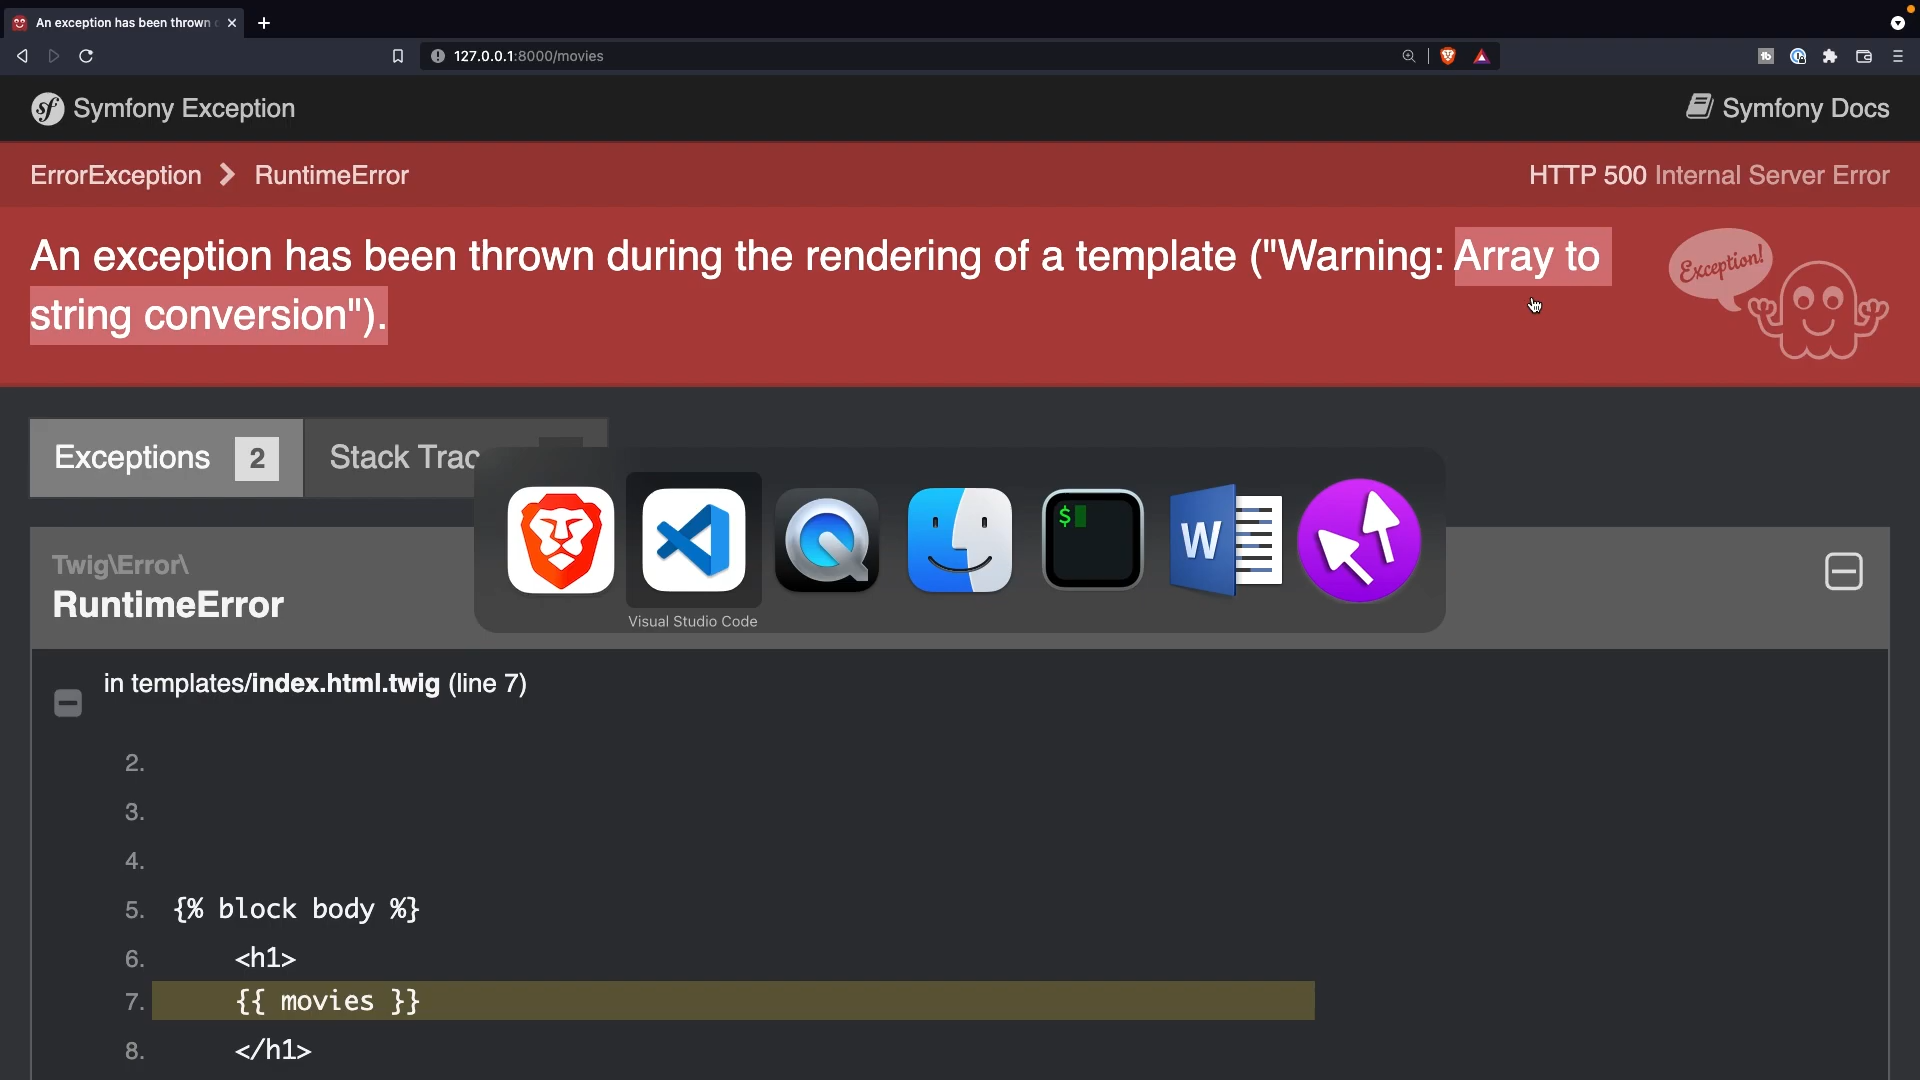 An exception has been thrown
127.0.0.1:8000/movies
Symfony Exception
Symfony Docs
ErrorException
RuntimeError
HTTP 500 Internal Server Error
An exception has been thrown during the rendering of a template ("Warning: Array to
string conversion").
Exception!
Exceptions 2
Stack Trac
Twig\Error\
RuntimeError
$
W
Visual Studio Code
in templates/index.html.twig (line 7)
2.
3.
4.
5. {% block body %}
6. <h1>
7. {{ movies }}
8. </h1>